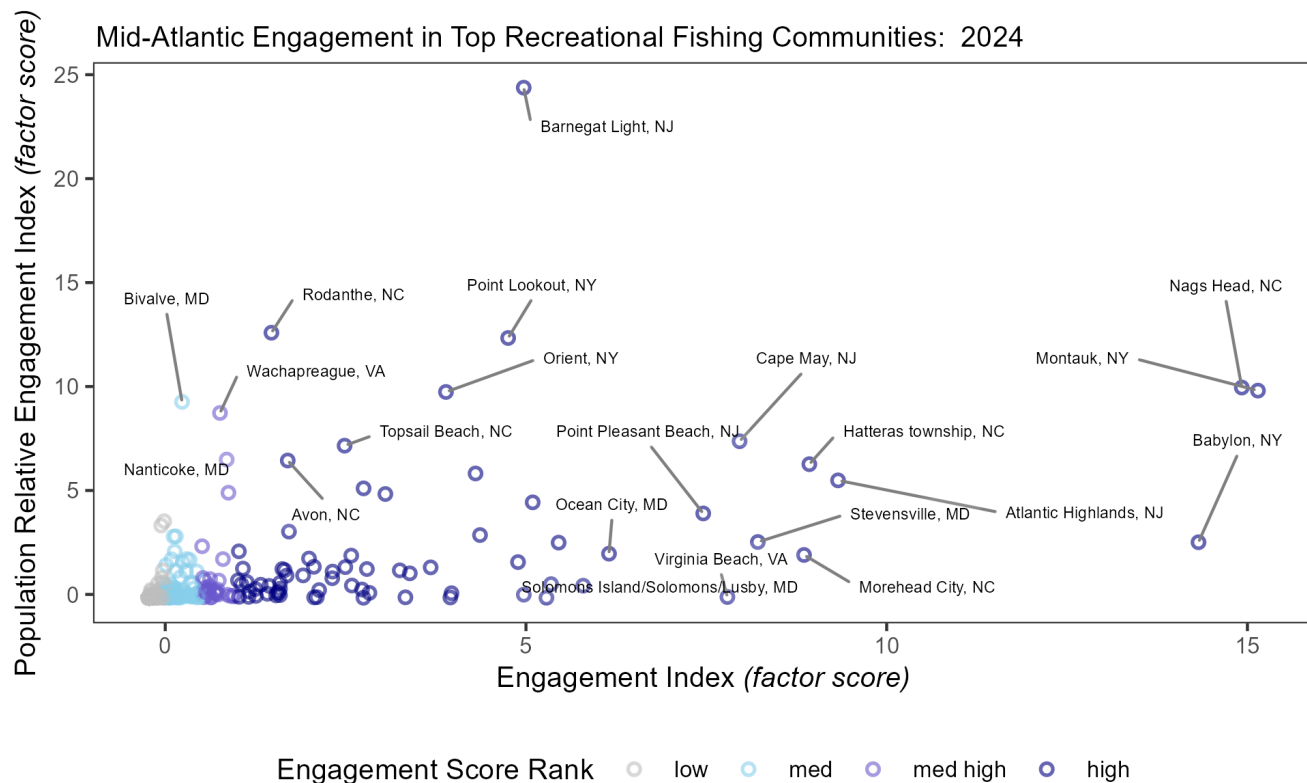 Mid-Atlantic Engagement in Top Recreational Fishing Communities:  2024
Population Relative Engagement Index (factor score)
25
20
15
10
5
0
Barnegat Light, NJ
Bivalve, MD
Rodanthe, NC
Point Lookout, NY
Nags Head, NC
Wachapreague, VA
Orient, NY
Cape May, NJ
Montauk, NY
Topsail Beach, NC
Point Pleasant Beach, NJ
Hatteras township, NC
Babylon, NY
Nanticoke, MD
Avon, NC
Ocean City, MD
Stevensville, MD
Atlantic Highlands, NJ
Virginia Beach, VA
Solomons Island/Solomons/Lusby, MD
Morehead City, NC
0
5
10
15
Engagement Index (factor score)
Engagement Score Rank
low
med
med high
high